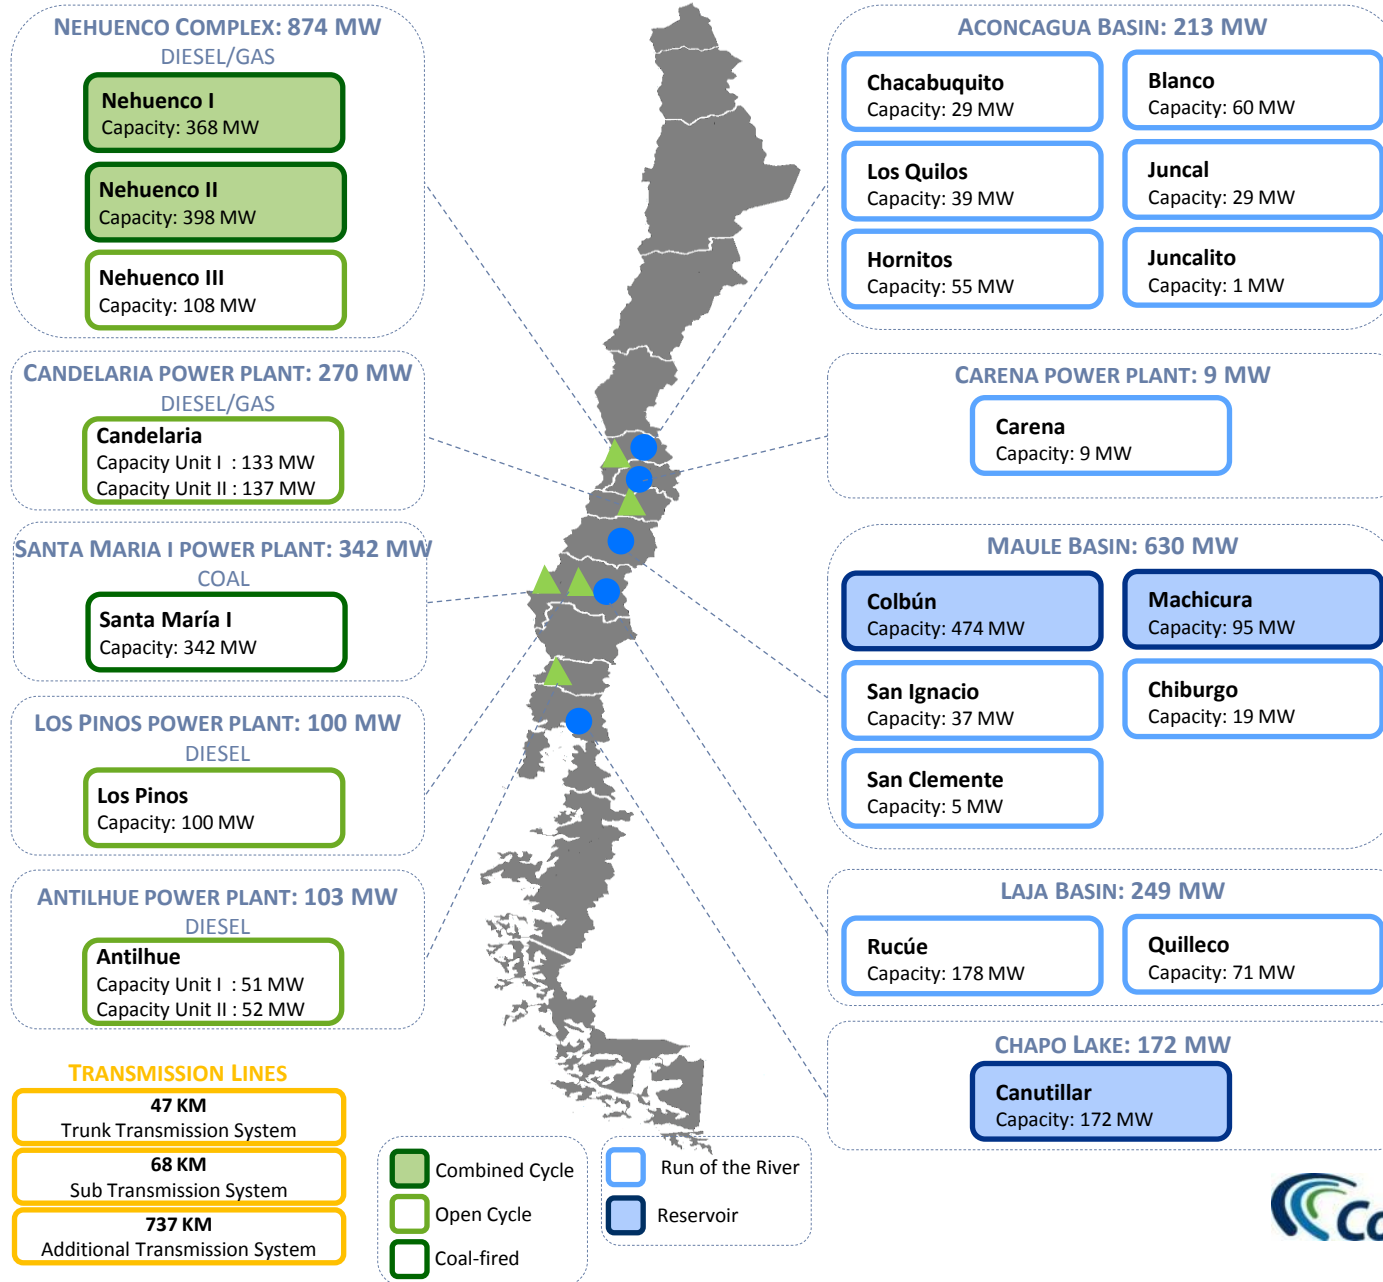 NEHUENCO COMPLEX: 874 MW
DIESEL/GAS
Nehuenco I
Capacity: 368 MW
Nehuenco II
Capacity: 398 MW
Nehuenco III
Capacity: 108 MW
CANDELARIA POWER PLANT: 270 MW
DIESEL/GAS
Candelaria
Capacity Unit I : 133 MW
Capacity Unit II : 137 MW
SANTA MARIA I POWER PLANT: 342 MW
COAL
Santa María I
Capacity: 342 MW
LOS PINOS POWER PLANT: 100 MW
DIESEL
Los Pinos
Capacity: 100 MW
ANTILHUE POWER PLANT: 103 MW
DIESEL
Antilhue
Capacity Unit I : 51 MW
Capacity Unit II : 52 MW
TRANSMISSION LINES
47 KM
Trunk Transmission System
68 KM
Sub Transmission System
737 KM
Additional Transmission System
Combined Cycle
Open Cycle
Coal-fired
Run of the River
Reservoir
ACONCAGUA BASIN: 213 MW
Chacabuquito
Capacity: 29 MW
Blanco
Capacity: 60 MW
Los Quilos
Capacity: 39 MW
Juncal
Capacity: 29 MW
Hornitos
Capacity: 55 MW
Juncalito
Capacity: 1 MW
CARENA POWER PLANT: 9 MW
Carena
Capacity: 9 MW
MAULE BASIN: 630 MW
Colbún
Capacity: 474 MW
Machicura
Capacity: 95 MW
San Ignacio
Capacity: 37 MW
Chiburgo
Capacity: 19 MW
San Clemente
Capacity: 5 MW
LAJA BASIN: 249 MW
Rucúe
Capacity: 178 MW
Quilleco
Capacity: 71 MW
CHAPO LAKE: 172 MW
Canutillar
Capacity: 172 MW